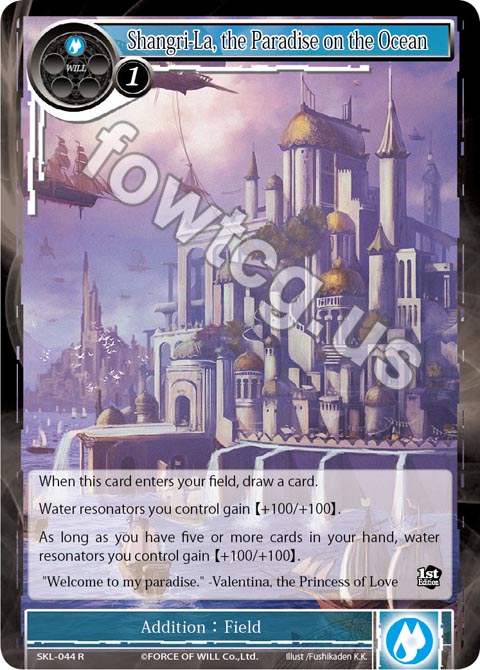 Shangri-La, the Paradise on the Ocean
WILL
1
fowtcg.us
When this card enters your field, draw a card.
Water resonators you control gain 【+100/+100】.
As long as you have five or more cards in your hand, water
resonators you control gain 【+100/+100】.
"Welcome to my paradise." -Valentina, the Princess of Love
1st
Edition
Addition : Field
SKL-044 R
©FORCE OF WILL Co.,Ltd.
Illust /Fushikaden K.K.